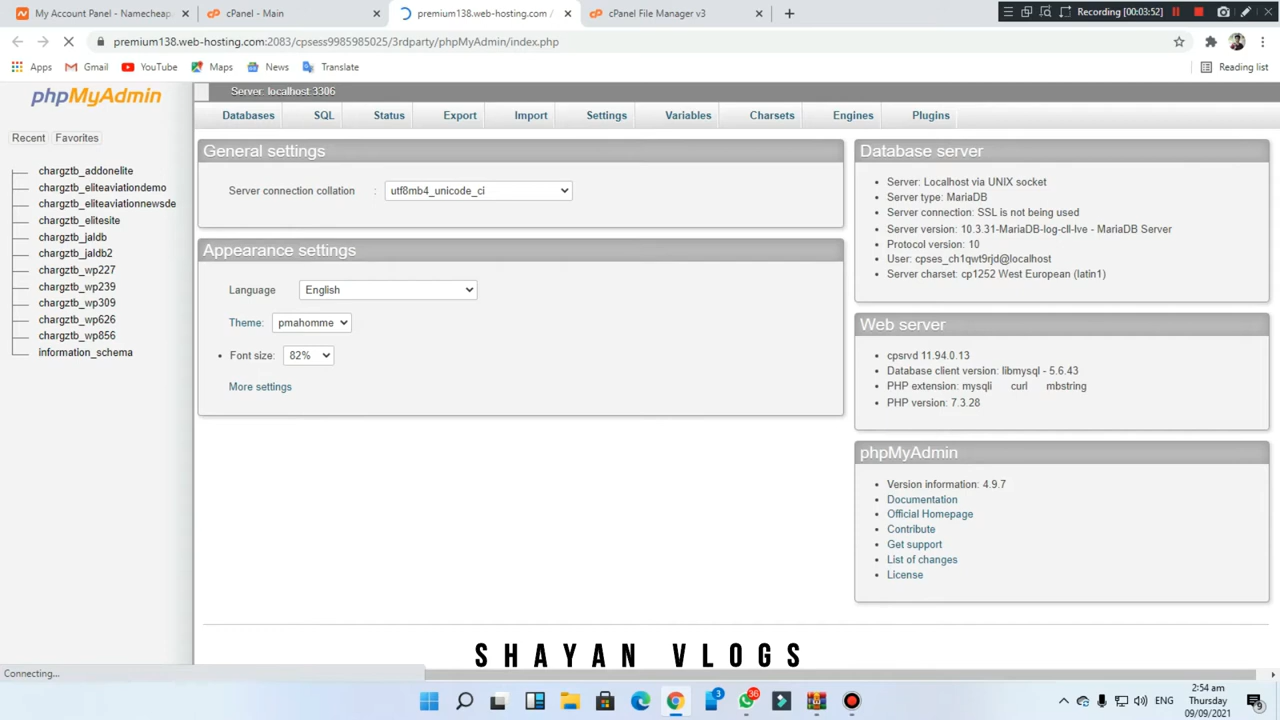 My Account Panel - Namecheap
cPanel - Main
premium138.web-hosting.com /
cPanel File Manager v3
Recording [00:03:52]
premium138.web-hosting.com:2083/cpsess9985985025/3rdparty/phpMyAdmin/index.php
Apps
Gmail
YouTube
Maps
News
Translate
Reading list
phpMyAdmin
Server: localhost:3306
Databases
SQL
Status
Export
Import
Settings
Variables
Charsets
Engines
Plugins
Recent
Favorites
chargztb_addonelite
chargztb_eliteaviationdemo
chargztb_eliteaviationnewsde
chargztb_elitesite
chargztb_jaldb
chargztb_jaldb2
chargztb_wp227
chargztb_wp239
chargztb_wp309
chargztb_wp626
chargztb_wp856
information_schema
General settings
Server connection collation : utf8mb4_unicode_ci
Appearance settings
Language English
Theme: pmahomme
• Font size: 82%
More settings
Database server
• Server: Localhost via UNIX socket
• Server type: MariaDB
• Server connection: SSL is not being used
• Server version: 10.3.31-MariaDB-log-cll-lve - MariaDB Server
• Protocol version: 10
• User: cpses_ch1qwt9rjd@localhost
• Server charset: cp1252 West European (latin1)
Web server
• cpsrvd 11.94.0.13
• Database client version: libmysql - 5.6.43
• PHP extension: mysqli curl mbstring
• PHP version: 7.3.28
phpMyAdmin
• Version information: 4.9.7
• Documentation
• Official Homepage
• Contribute
• Get support
• List of changes
• License
SHAYAN VLOGS
Connecting...
3
36
ENG
2:54 am
Thursday
09/09/2021
9